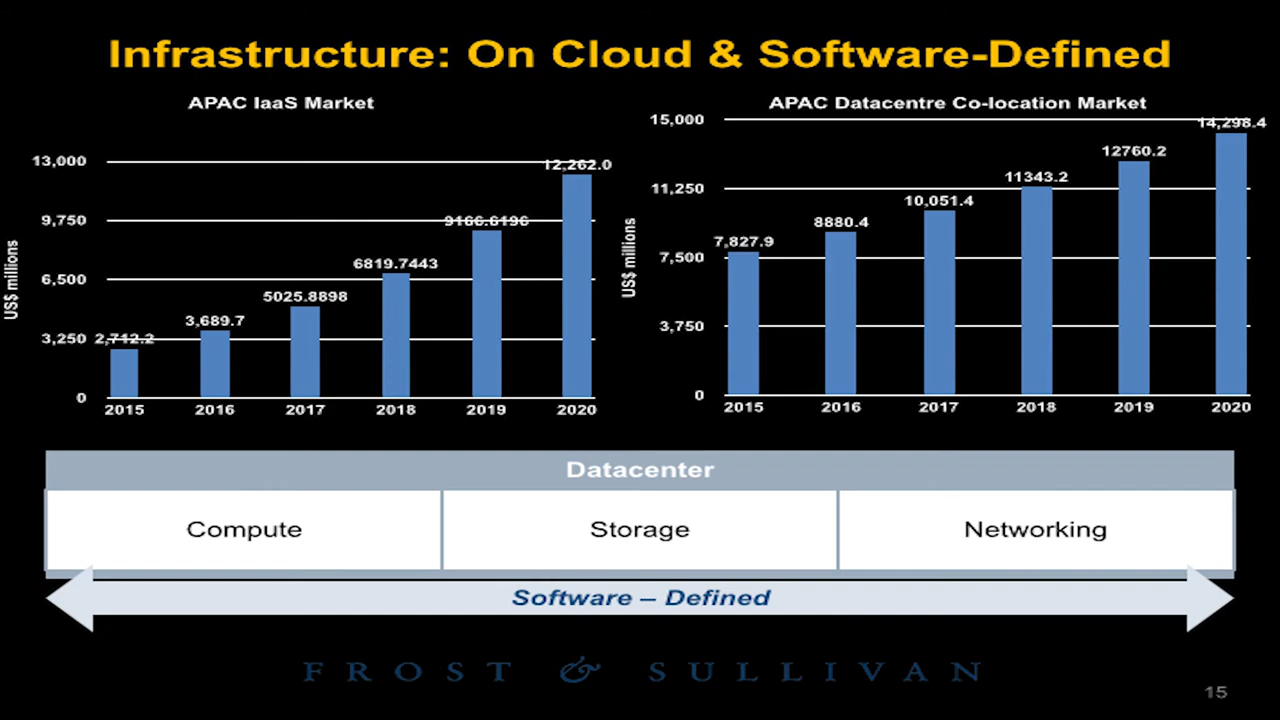 Infrastructure: On Cloud & Software-Defined
APAC IaaS Market
US$ millions
13,000
9,750
6,500
3,250
0
2,712.2
3,689.7
5025.8898
6819.7443
9166.6196
12,262.0
2015 2016 2017 2018 2019 2020
APAC Datacentre Co-location Market
US$ millions
15,000
11,250
7,500
3,750
0
7,827.9
8880.4
10,051.4
11343.2
12760.2
14,298.4
2015 2016 2017 2018 2019 2020
Datacenter
Compute Storage Networking
Software – Defined
FROST & SULLIVAN
15